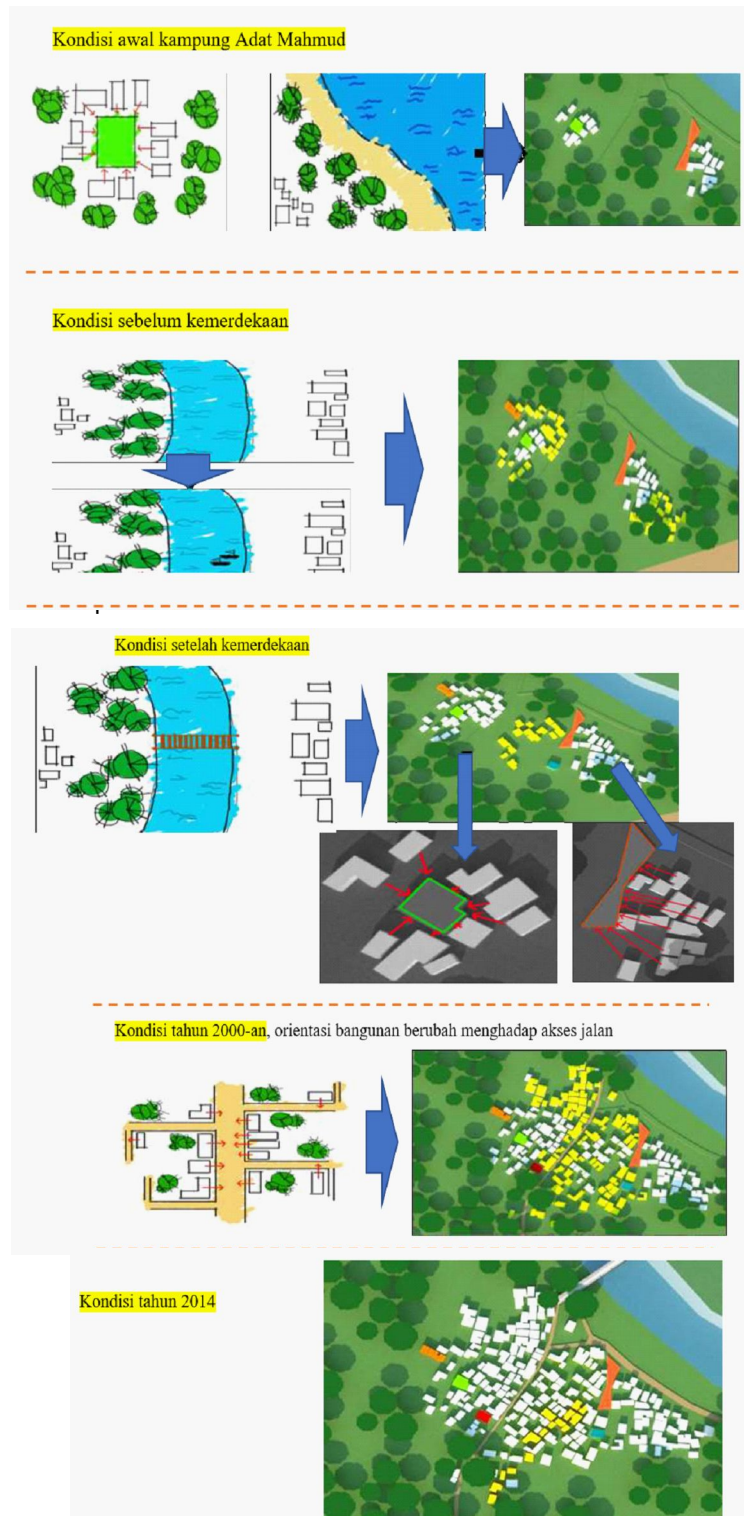 Kondisi awal kampung Adat Mahmud
Kondisi sebelum kemerdekaan
Kondisi setelah kemerdekaan
Kondisi tahun 2000-an, orientasi bangunan berubah menghadap akses jalan
Kondisi tahun 2014